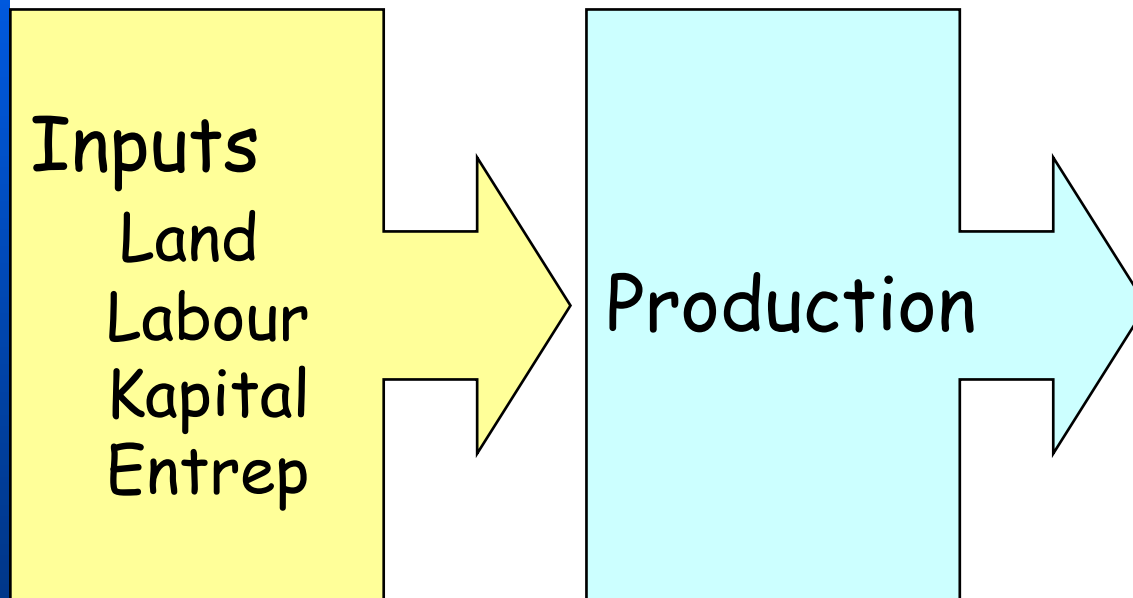 Inputs
Land
Labour
Kapital
Entrep
Production